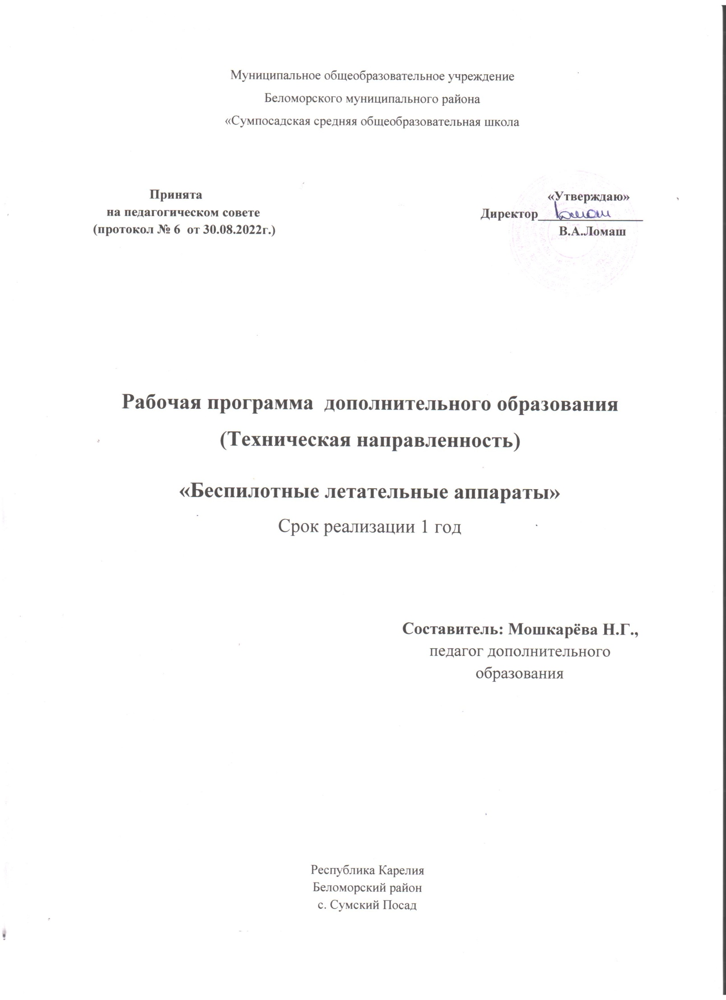 Муниципальное общеобразовательное учреждение
Беломорского муниципального района
«Сумпосадская средняя общеобразовательная школа
Принята
на педагогическом совете
(протокол № 6 от 30.08.2022г.)
«Утверждаю»
Директор__________________
В.А.Ломаш
Рабочая программа дополнительного образования
(Техническая направленность)
«Беспилотные летательные аппараты»
Срок реализации 1 год
Составитель: Мошкарёва Н.Г.,
педагог дополнительного
образования
Республика Карелия
Беломорский район
с. Сумский Посад